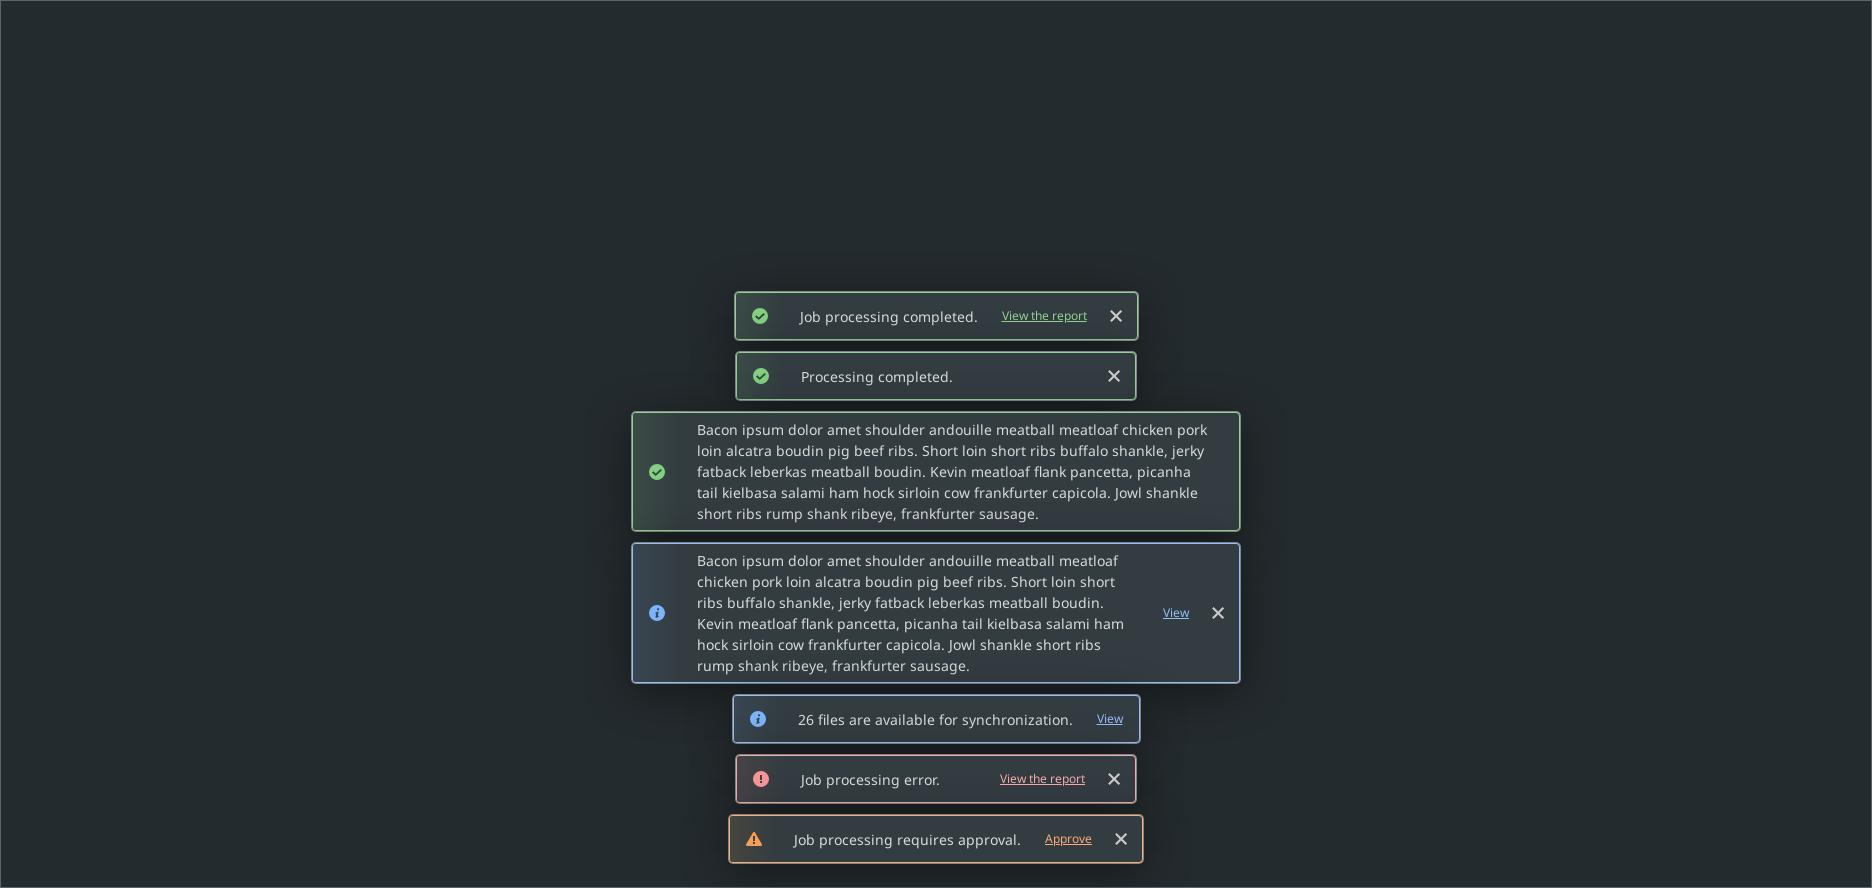 Job processing completed. View the report
Processing completed.
Bacon ipsum dolor amet shoulder andouille meatball meatloaf chicken pork
loin alcatra boudin pig beef ribs. Short loin short ribs buffalo shankle, jerky
fatback leberkas meatball boudin. Kevin meatloaf flank pancetta, picanha
tail kielbasa salami ham hock sirloin cow frankfurter capicola. Jowl shankle
short ribs rump shank ribeye, frankfurter sausage.
Bacon ipsum dolor amet shoulder andouille meatball meatloaf
chicken pork loin alcatra boudin pig beef ribs. Short loin short
ribs buffalo shankle, jerky fatback leberkas meatball boudin.
Kevin meatloaf flank pancetta, picanha tail kielbasa salami ham
hock sirloin cow frankfurter capicola. Jowl shankle short ribs
rump shank ribeye, frankfurter sausage.
View
26 files are available for synchronization. View
Job processing error. View the report
Job processing requires approval. Approve